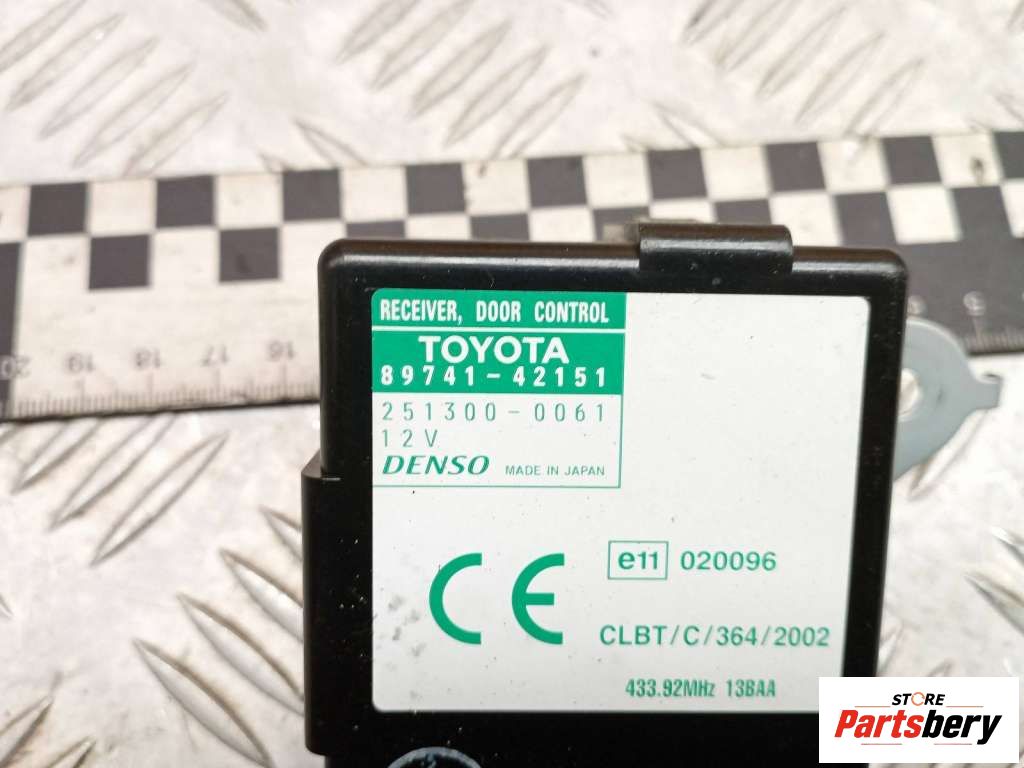 RECEIVER, DOOR CONTROL
TOYOTA
89741-42151
251300-0061
12V
DENSO MADE IN JAPAN
CE
e11 020096
CLBT/C/364/2002
433.92MHz 13BAA
20 19 18 17 16
STORE
Partsbery